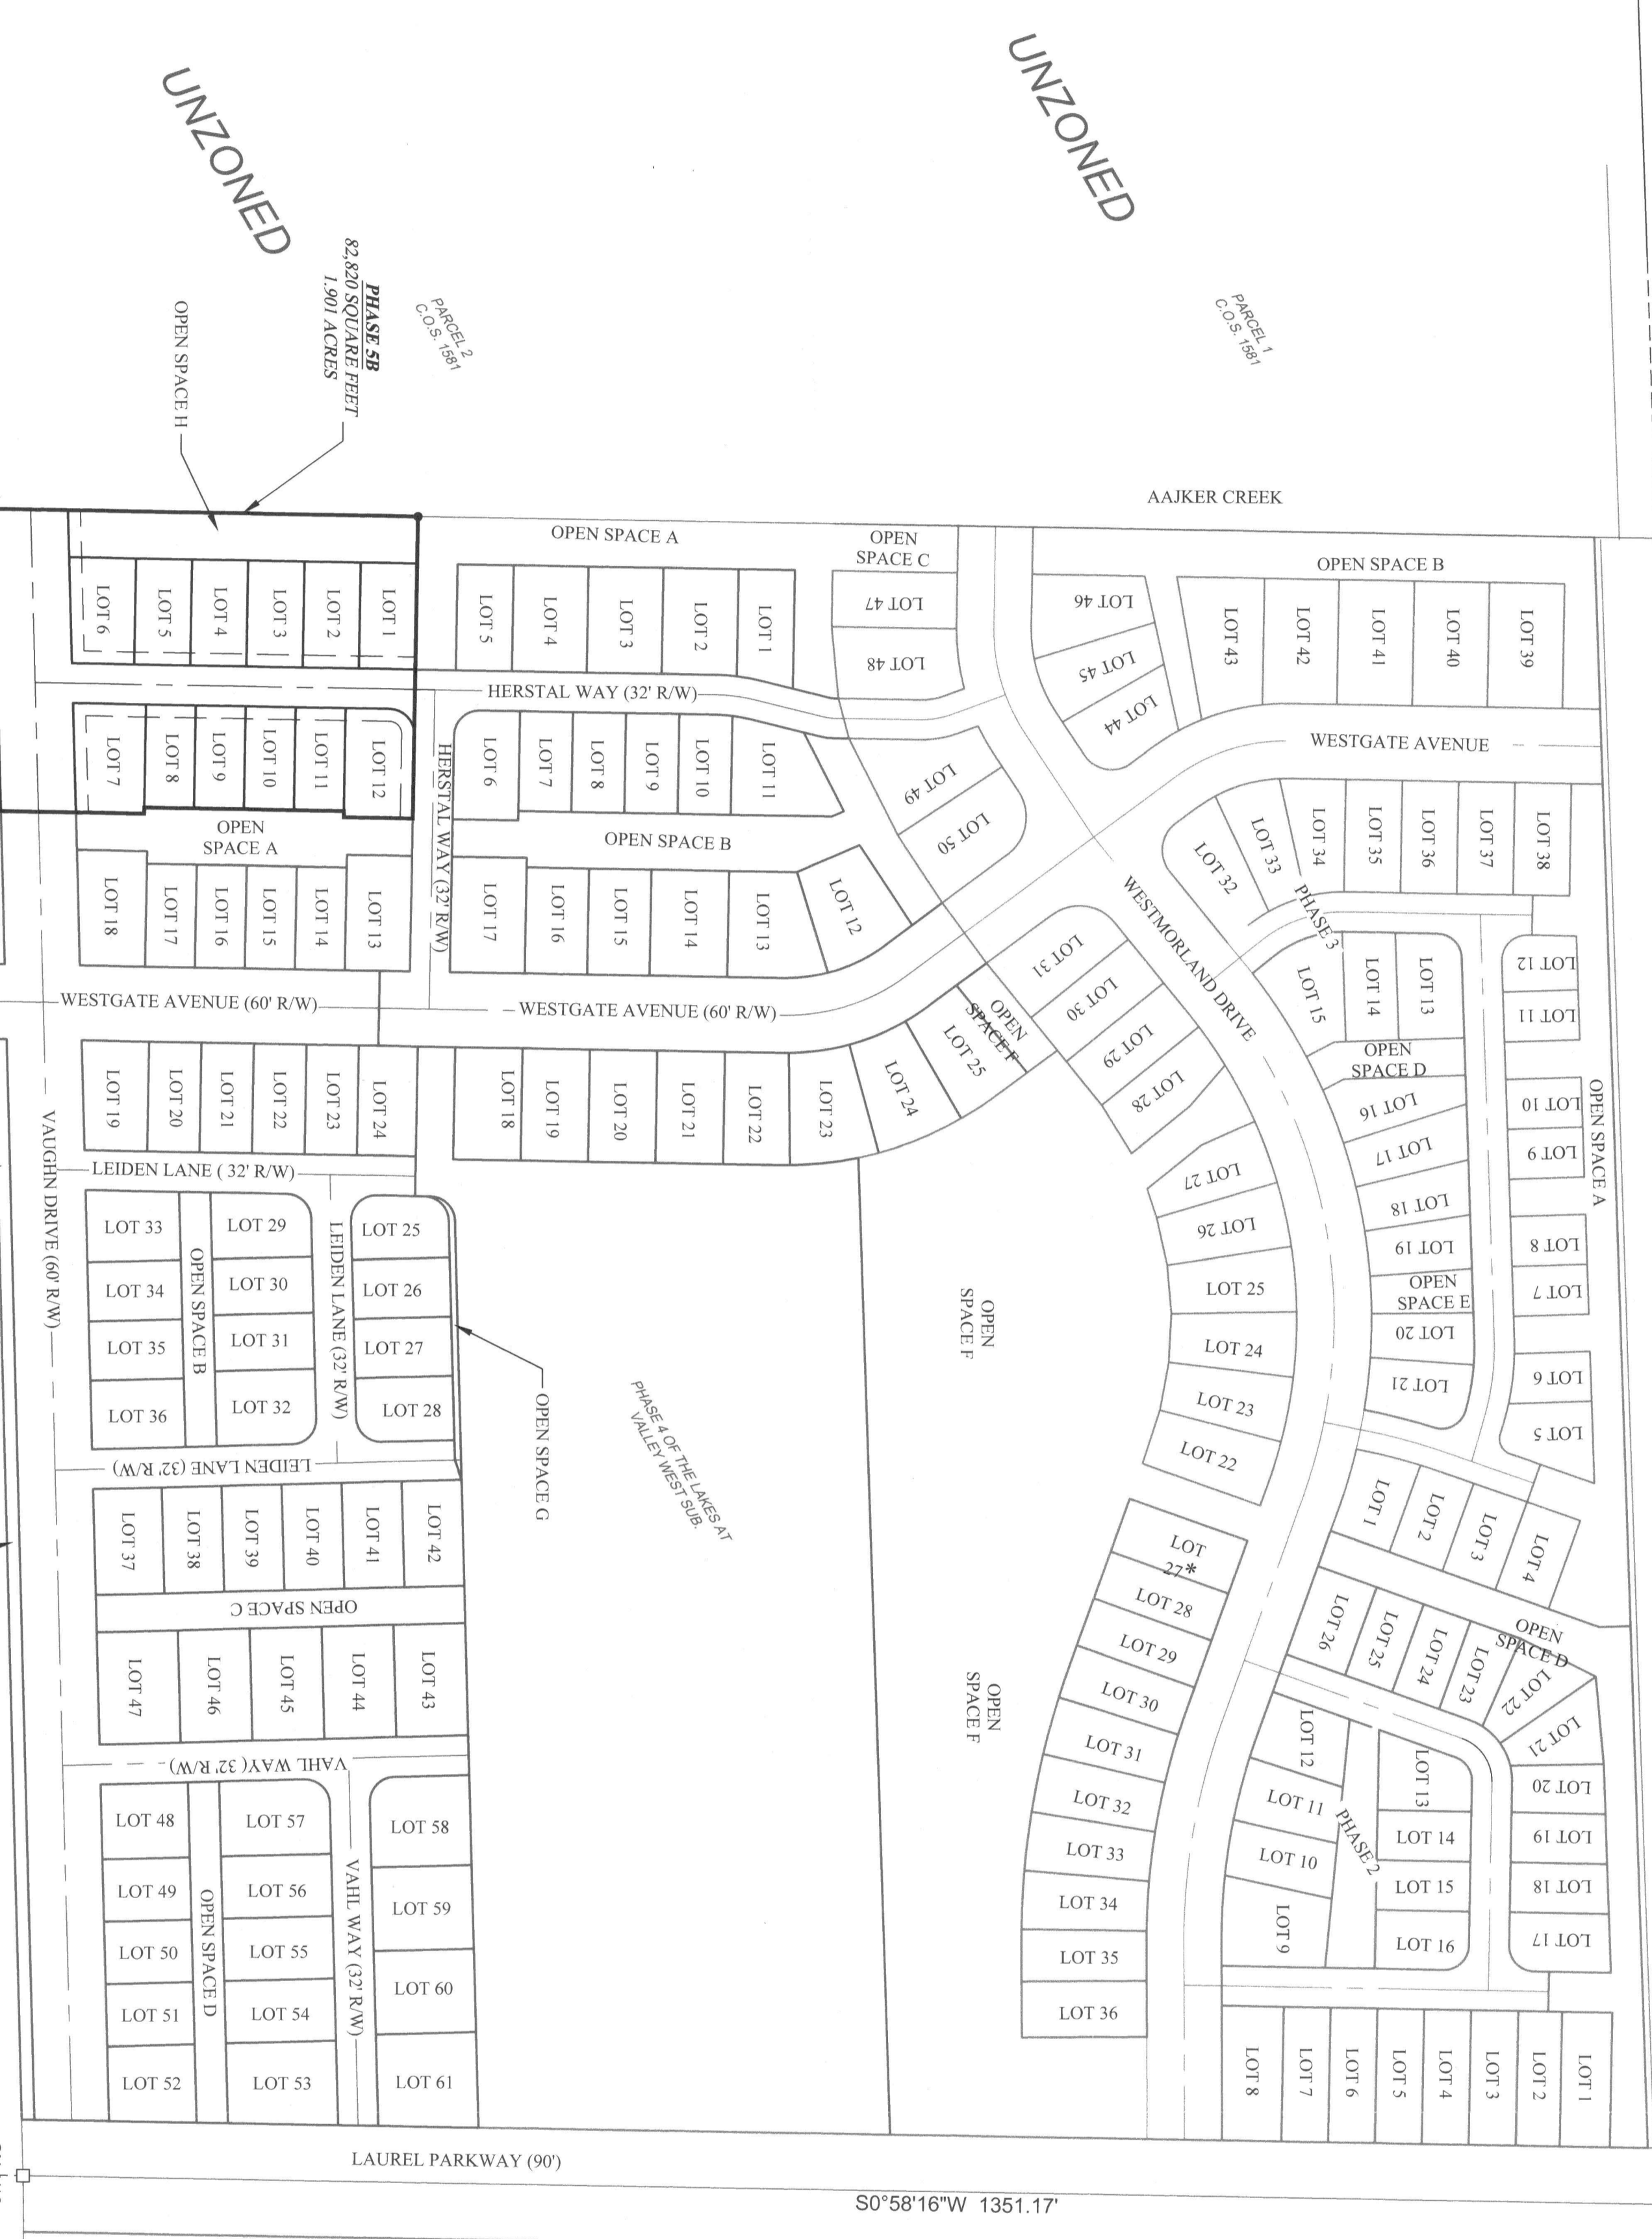 UNZONED
UNZONED
PARCEL 1
C.O.S. 1581
PARCEL 2
C.O.S. 1581
PHASE 5B
82,820 SQUARE FEET
1.901 ACRES
OPEN SPACE H
AAJKER CREEK
OPEN SPACE A
OPEN
SPACE C
OPEN SPACE B
LOT 6
LOT 5
LOT 4
LOT 3
LOT 2
LOT 1
LOT 5
LOT 4
LOT 3
LOT 2
LOT 1
LOT 47
LOT 48
LOT 46
LOT 45
LOT 44
LOT 43
LOT 42
LOT 41
LOT 40
LOT 39
HERSTAL WAY (32' R/W)
WESTGATE AVENUE
LOT 7
LOT 8
LOT 9
LOT 10
LOT 11
LOT 12
HERSTAL WAY (32' R/W)
LOT 6
LOT 7
LOT 8
LOT 9
LOT 10
LOT 11
LOT 49
LOT 50
OPEN
SPACE A
OPEN SPACE B
LOT 18
LOT 17
LOT 16
LOT 15
LOT 14
LOT 13
LOT 17
LOT 16
LOT 15
LOT 14
LOT 13
LOT 12
LOT 32
LOT 33
LOT 34
LOT 35
LOT 36
LOT 37
LOT 38
PHASE 3
WESTMORLAND DRIVE
WESTGATE AVENUE (60' R/W)
WESTGATE AVENUE (60' R/W)
LOT 31
LOT 30
LOT 29
LOT 28
LOT 15
LOT 14
LOT 13
LOT 12
LOT 11
LOT 10
LOT 9
LOT 8
LOT 7
LOT 6
LOT 5
OPEN SPACE A
OPEN
SPACE D
LOT 16
LOT 17
LOT 18
LOT 19
OPEN
SPACE E
LOT 20
LOT 21
OPEN
SPACE F
LOT 25
LOT 24
LOT 19
LOT 20
LOT 21
LOT 22
LOT 23
LOT 24
LOT 18
LOT 19
LOT 20
LOT 21
LOT 22
LOT 23
LOT 27
LOT 26
LOT 25
LOT 24
LOT 23
LOT 22
VAUGHN DRIVE (60' R/W)
LEIDEN LANE ( 32' R/W)
LOT 33
LOT 34
LOT 35
LOT 36
OPEN SPACE B
LOT 29
LOT 30
LOT 31
LOT 32
LEIDEN LANE (32' R/W)
LOT 25
LOT 26
LOT 27
LOT 28
OPEN SPACE G
PHASE 4 OF THE LAKES AT
VALLEY WEST SUB.
OPEN
SPACE F
OPEN
SPACE F
LEIDEN LANE (32' R/W)
LOT 37
LOT 38
LOT 39
LOT 40
LOT 41
LOT 42
OPEN SPACE C
LOT 47
LOT 46
LOT 45
LOT 44
LOT 43
LOT 1
LOT 2
LOT 3
LOT 4
OPEN
SPACE D
LOT 26
LOT 25
LOT 24
LOT 23
LOT 22
LOT 21
LOT 20
LOT 19
LOT 18
LOT 17
LOT
27*
LOT 28
LOT 29
LOT 30
LOT 31
LOT 32
LOT 33
LOT 34
LOT 35
LOT 36
LOT 12
LOT 11
LOT 10
LOT 9
PHASE 2
LOT 13
LOT 14
LOT 15
LOT 16
VAHL WAY ( 32' R/W)
LOT 48
LOT 49
LOT 50
LOT 51
LOT 52
OPEN SPACE D
LOT 57
LOT 56
LOT 55
LOT 54
LOT 53
VAHL WAY (32' R/W)
LOT 58
LOT 59
LOT 60
LOT 61
LOT 8
LOT 7
LOT 6
LOT 5
LOT 4
LOT 3
LOT 2
LOT 1
LAUREL PARKWAY (90')
S0°58'16"W 1351.17'